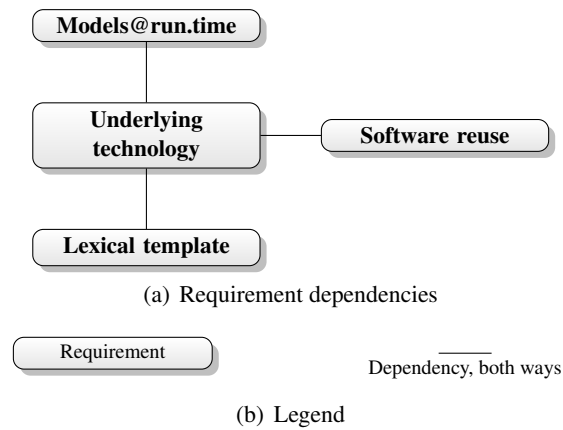 Models@run.time
Underlying
technology
Software reuse
Lexical template
(a) Requirement dependencies
Requirement
Dependency, both ways
(b) Legend